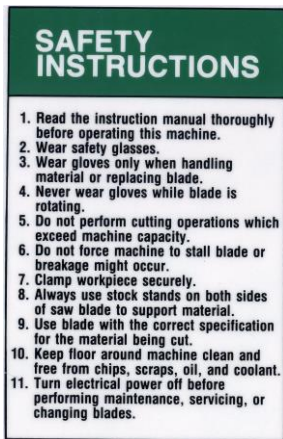 SAFETY
INSTRUCTIONS
1. Read the instruction manual thoroughly
before operating this machine.
2. Wear safety glasses.
3. Wear gloves only when handling
material or replacing blade.
4. Never wear gloves while blade is
rotating.
5. Do not perform cutting operations which
exceed machine capacity.
6. Do not force machine to stall blade or
breakage might occur.
7. Clamp workpiece securely.
8. Always use stock stands on both sides
of saw blade to support material.
9. Use blade with the correct specification
for the material being cut.
10. Keep floor around machine clean and
free from chips, scraps, oil, and coolant.
11. Turn electrical power off before
performing maintenance, servicing, or
changing blades.